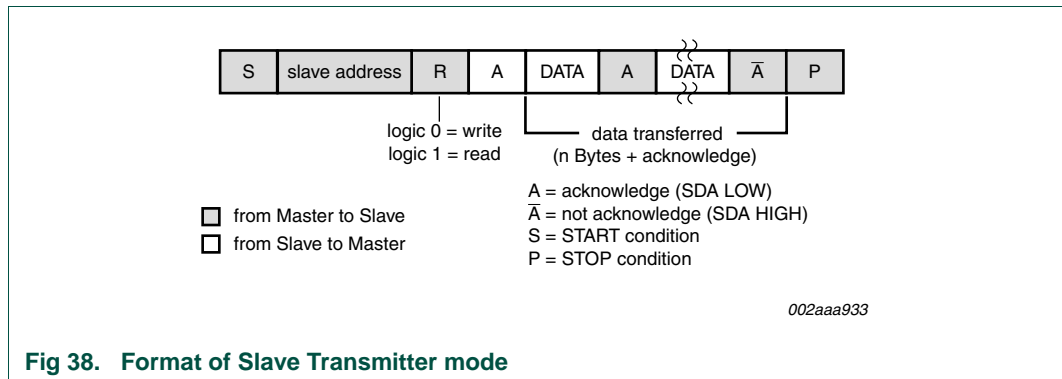 S slave address R A DATA A DATA A̅ P
logic 0 = write
logic 1 = read
data transferred
(n Bytes + acknowledge)
A = acknowledge (SDA LOW)
A̅ = not acknowledge (SDA HIGH)
S = START condition
P = STOP condition
from Master to Slave
from Slave to Master
002aaa933
Fig 38. Format of Slave Transmitter mode